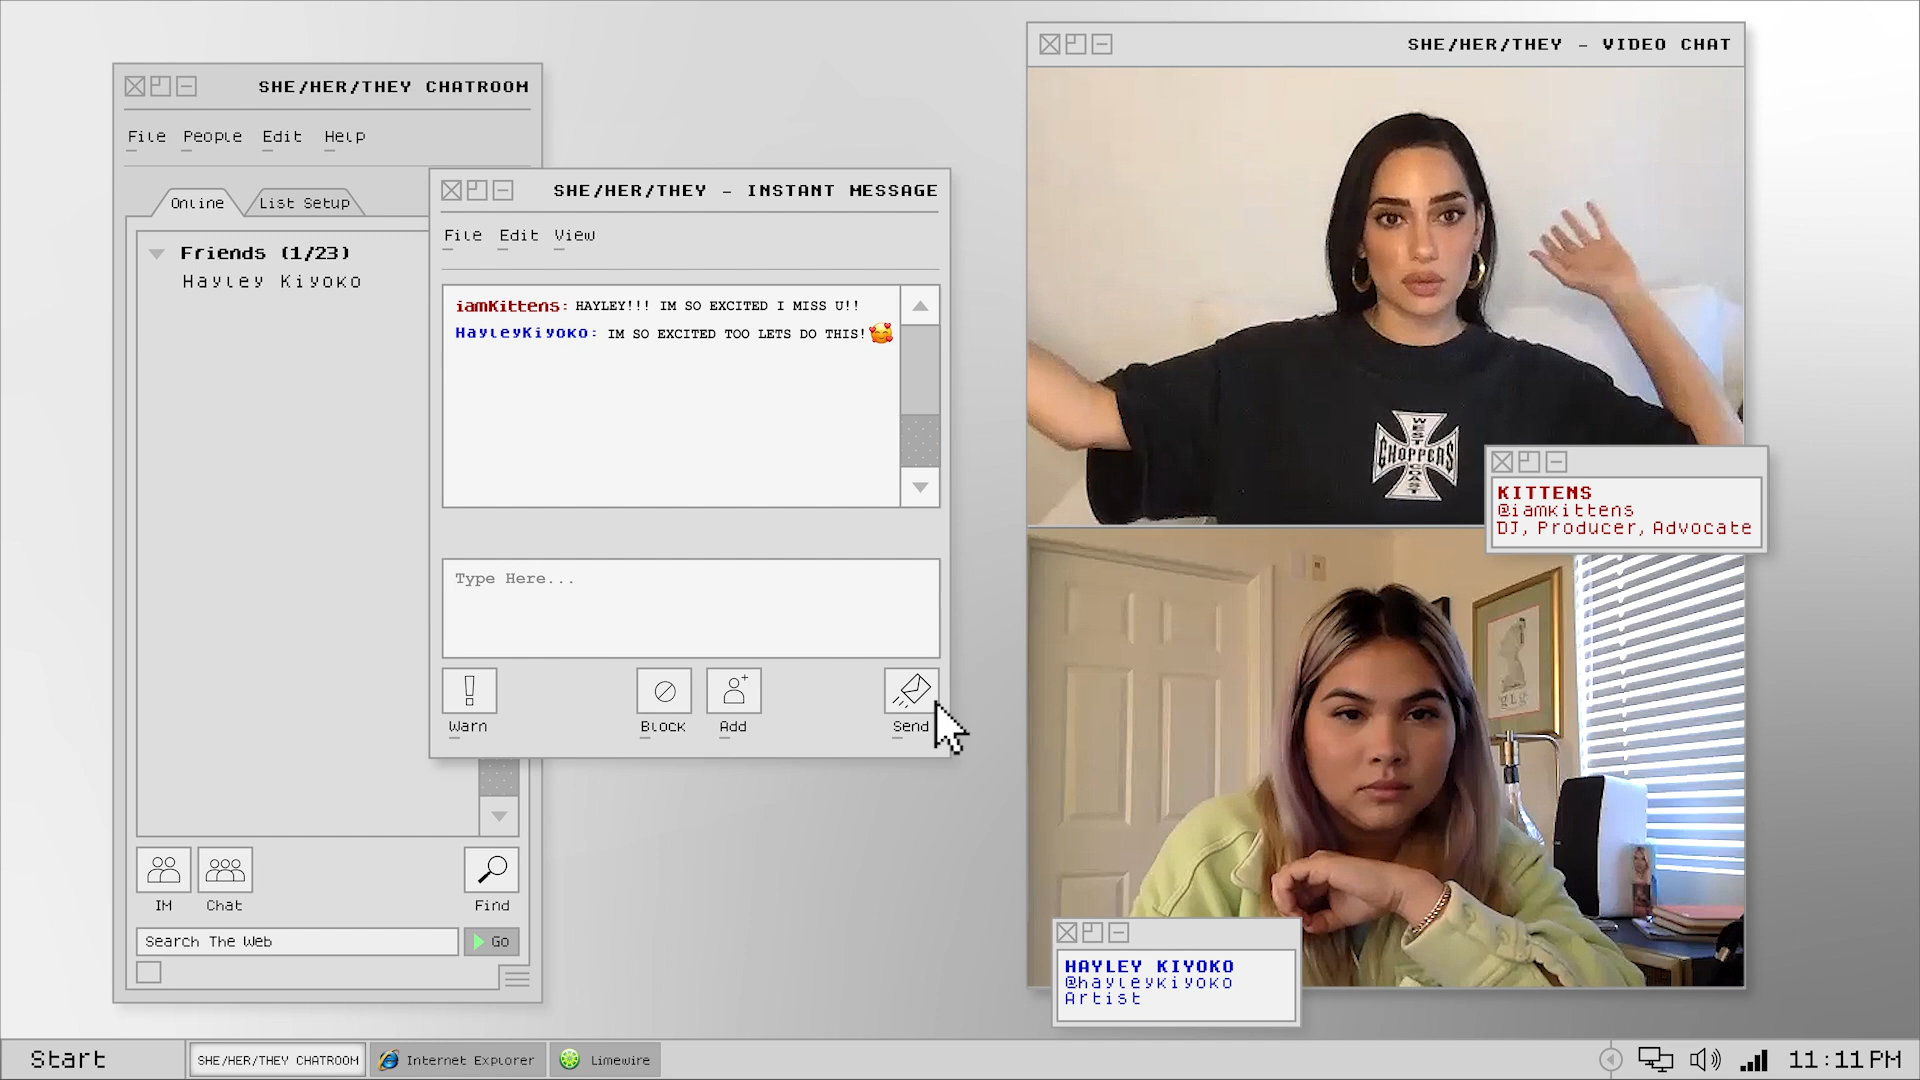 SHE/HER/THEY CHATROOM
File People Edit Help
Online List Setup
Friends (1/23)
Hayley Kiyoko
IM Chat Find
Search The Web Go
SHE/HER/THEY - INSTANT MESSAGE
File Edit View
iamKittens: HAYLEY!!! IM SO EXCITED I MISS U!!
HayleyKiyoko: IM SO EXCITED TOO LETS DO THIS!🥰
Type Here...
Warn Block Add Send
SHE/HER/THEY - VIDEO CHAT
WEST
CHOPPERS
COAST
KITTENS
@iamkittens
DJ, Producer, Advocate
glg
HAYLEY KIYOKO
@hayleykiyoko
Artist
Start SHE/HER/THEY CHATROOM Internet Explorer Limewire 11:11 PM